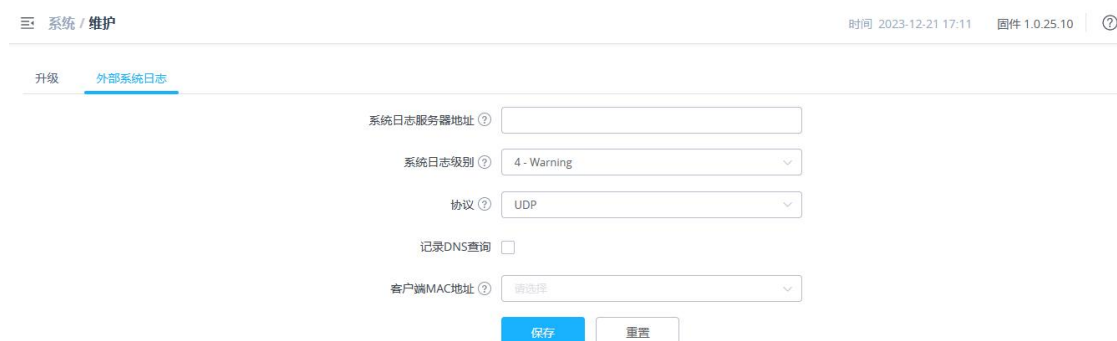 系统 / 维护
时间 2023-12-21 17:11 固件 1.0.25.10 ?
升级 外部系统日志
系统日志服务器地址 ?
系统日志级别 ? 4 - Warning
协议 ? UDP
记录DNS查询
客户端MAC地址 ? 请选择
保存 重置